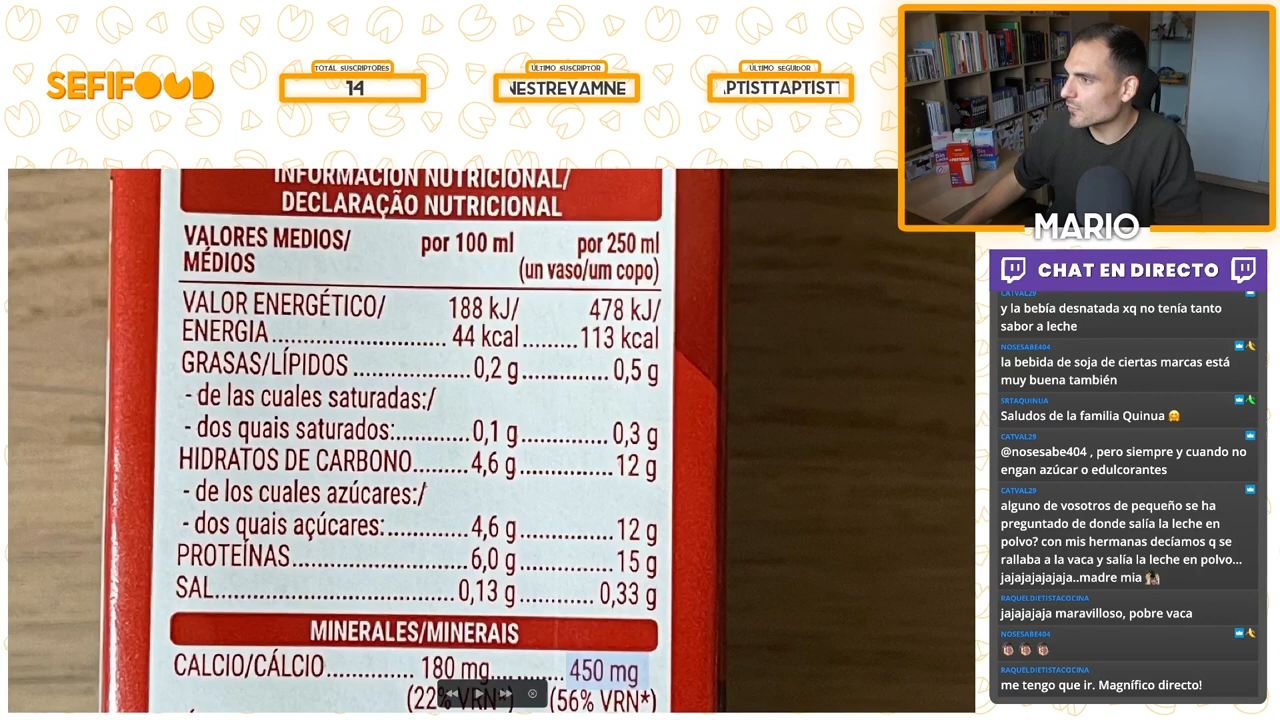 SEFIFOOD
TOTAL SUSCRIPTORES
14
ÚLTIMO SUSCRIPTOR
NESTREYAMNE
ÚLTIMO SEGUIDOR
PTISTTAPTIST
MARIO
INFORMACIÓN NUTRICIONAL/
DECLARAÇÃO NUTRICIONAL
VALORES MEDIOS/ por 100 ml por 250 ml
MÉDIOS (un vaso/um copo)
VALOR ENERGÉTICO/ 188 kJ/ 478 kJ/
ENERGIA.................... 44 kcal.........113 kcal
GRASAS/LÍPIDOS ................0,2 g............ 0,5 g
- de las cuales saturadas:/
- dos quais saturados:...........0,1 g............ 0,3 g
HIDRATOS DE CARBONO........4,6 g............. 12 g
- de los cuales azúcares:/
- dos quais açúcares:............4,6 g............. 12 g
PROTEÍNAS..........................6,0 g............. 15 g
SAL...................................0,13 g.......... 0,33 g
MINERALES/MINERAIS
CALCIO/CÁLCIO............... 180 mg............. 450 mg
(22% VRN*) (56% VRN*)
CHAT EN DIRECTO
CATVAL29
y la bebía desnatada xq no tenía tanto
sabor a leche
NOSESABE404
la bebida de soja de ciertas marcas está
muy buena también
SRTAQUINUA
Saludos de la familia Quinua 🤗
CATVAL29
@nosesabe404 , pero siempre y cuando no
engan azúcar o edulcorantes
CATVAL29
alguno de vosotros de pequeño se ha
preguntado de donde salía la leche en
polvo? con mis hermanas decíamos q se
rallaba a la vaca y salía la leche en polvo...
jajajajajajaja..madre mia
RAQUELDIETISTACOCINA
jajajajaja maravilloso, pobre vaca
NOSESABE404
RAQUELDIETISTACOCINA
me tengo que ir. Magnífico directo!